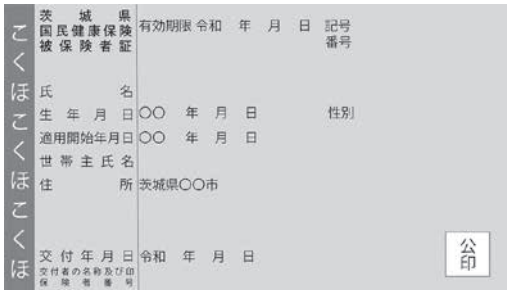 こくほこくほこくほこくほ
茨城県
国民健康保険
被保険者証
有効期限 令和 年 月 日 記号
番号
氏名
生年月日 〇〇 年 月 日 性別
適用開始年月日 〇〇 年 月 日
世帯主氏名
住所 茨城県〇〇市
交付年月日 令和 年 月 日
交付者の名称及び印
保険者番号
公印